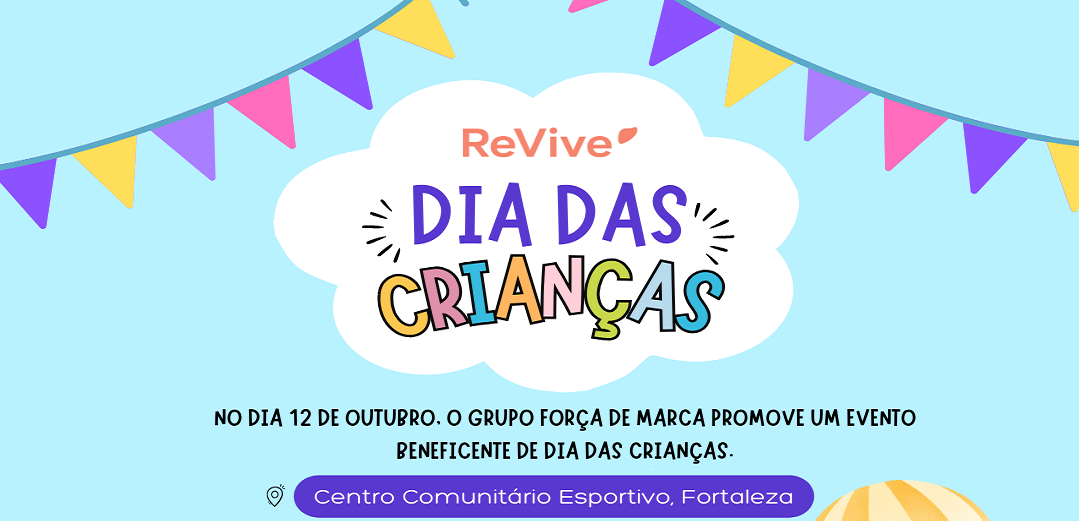 ReVive
DIA DAS
CRIANÇAS
NO DIA 12 DE OUTUBRO, O GRUPO FORÇA DE MARCA PROMOVE UM EVENTO
BENEFICENTE DE DIA DAS CRIANÇAS.
Centro Comunitário Esportivo, Fortaleza